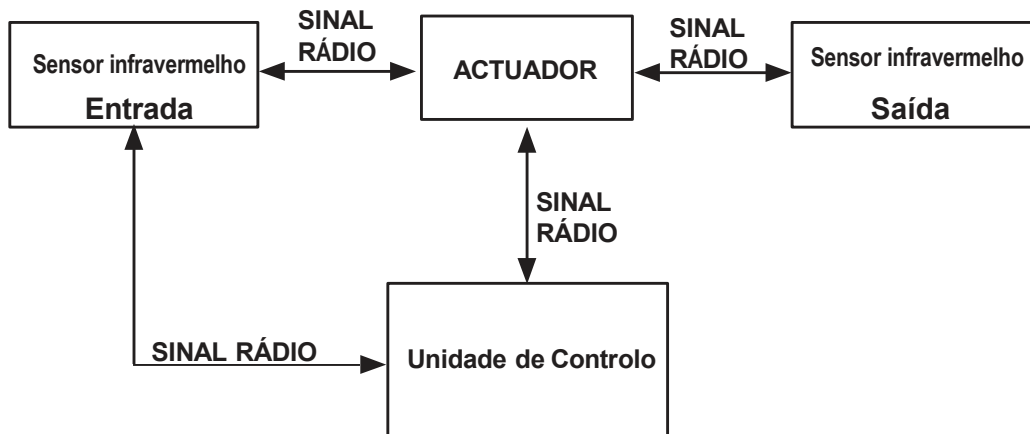 Sensor infravermelho
Entrada
SINAL
RÁDIO
ACTUADOR
SINAL
RÁDIO
Sensor infravermelho
Saída
SINAL
RÁDIO
SINAL RÁDIO
Unidade de Controlo